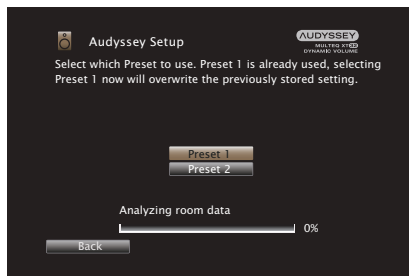 Audyssey Setup
AUDYSSEY
MULTEQ XT32
DYNAMIC VOLUME
Select which Preset to use. Preset 1 is already used, selecting
Preset 1 now will overwrite the previously stored setting.
Preset 1
Preset 2
Analyzing room data
0%
Back